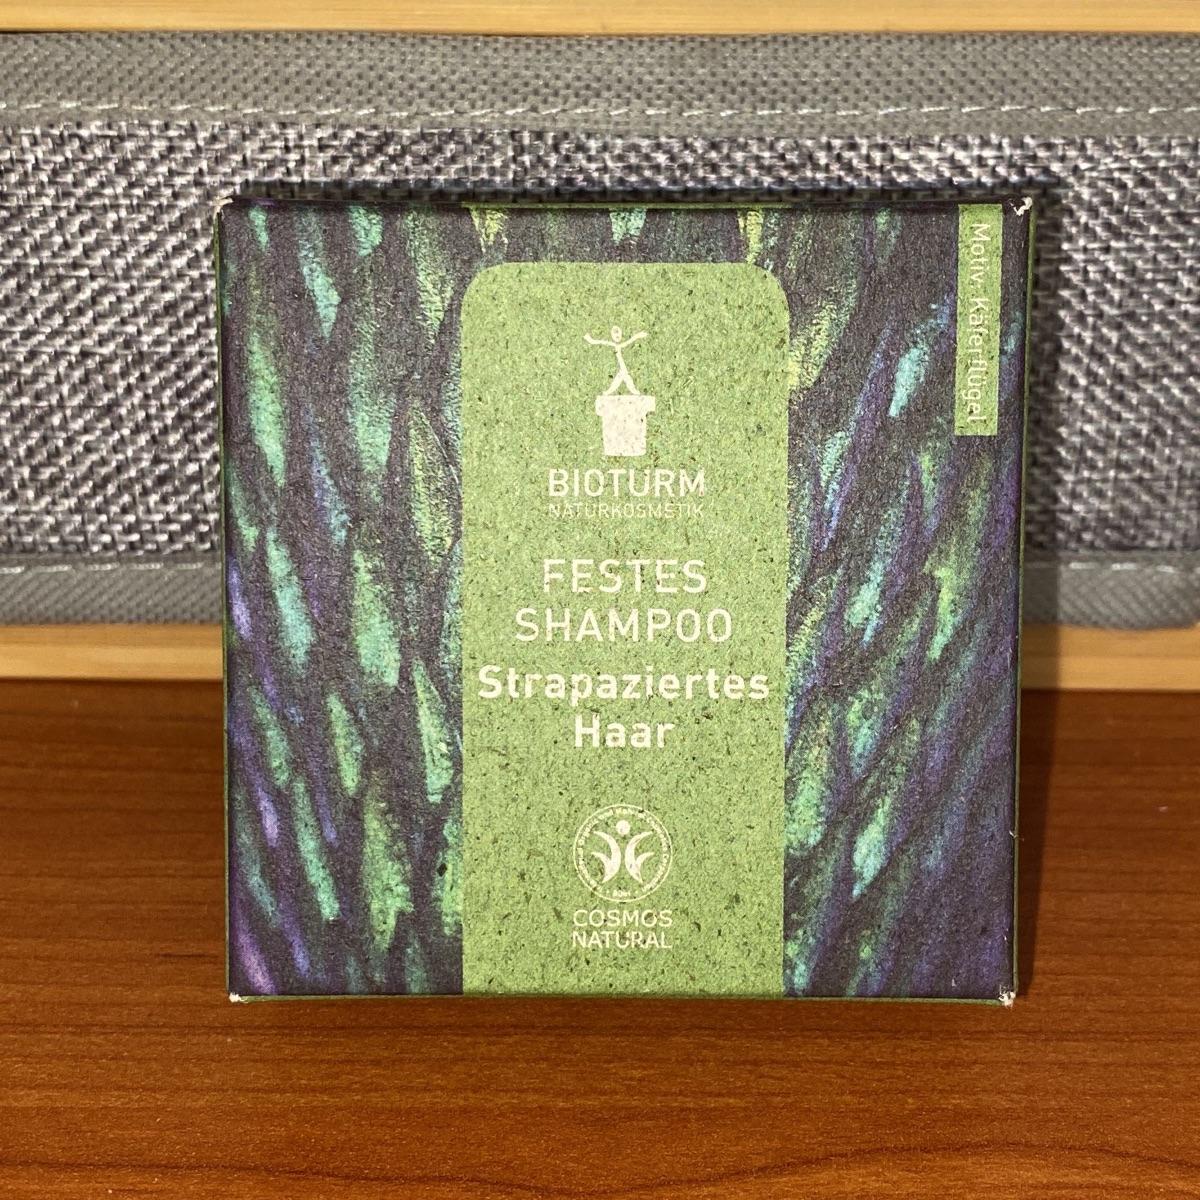 Motiv: Käferflügel
BIOTURM
NATURKOSMETIK
FESTES
SHAMPOO
Strapaziertes
Haar
COSMOS
NATURAL